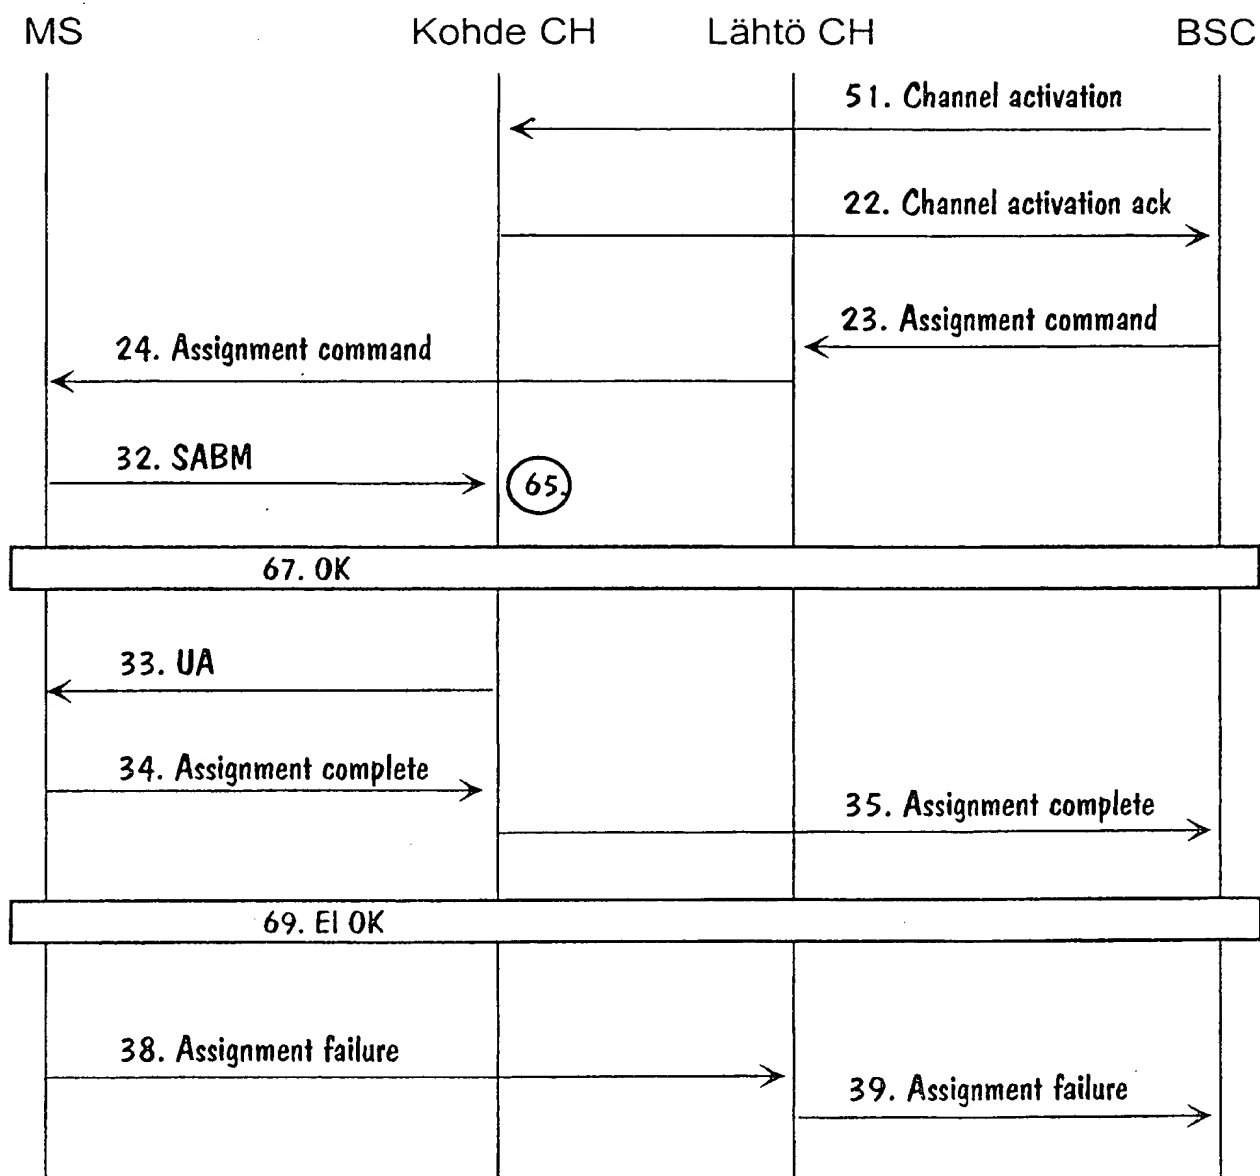 MS Kohde CH Lähtö CH BSC
51. Channel activation
22. Channel activation ack
23. Assignment command
24. Assignment command
32. SABM
65.
67. OK
33. UA
34. Assignment complete
35. Assignment complete
69. EI OK
38. Assignment failure
39. Assignment failure